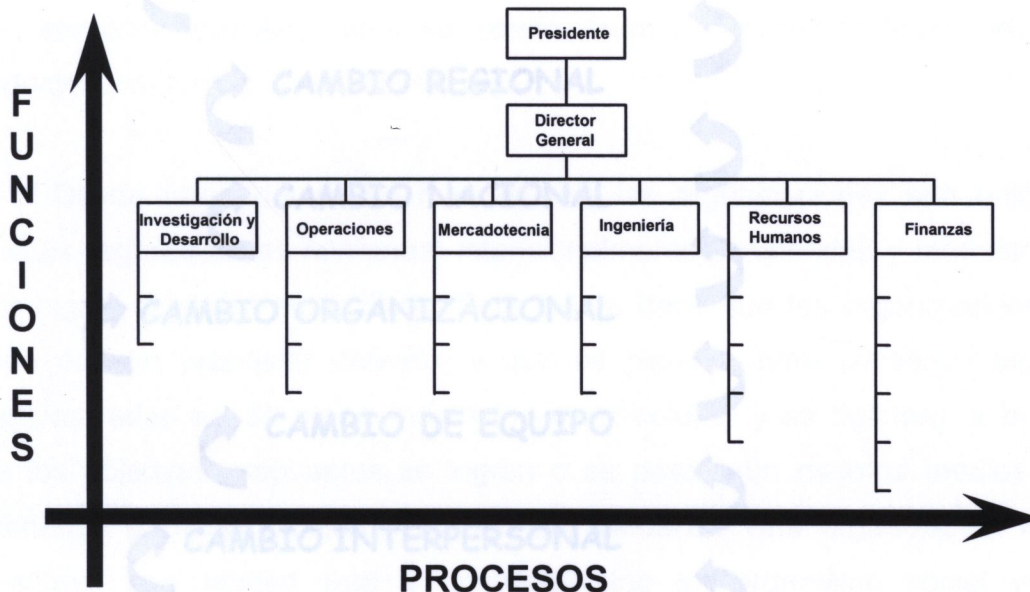 FUNCIONES
Presidente
Director
General
Investigación y
Desarrollo
Operaciones
Mercadotecnia
Ingeniería
Recursos
Humanos
Finanzas
CAMBIO REGIONAL
CAMBIO NACIONAL
CAMBIO ORGANIZACIONAL
CAMBIO DE EQUIPO
CAMBIO INTERPERSONAL
PROCESOS